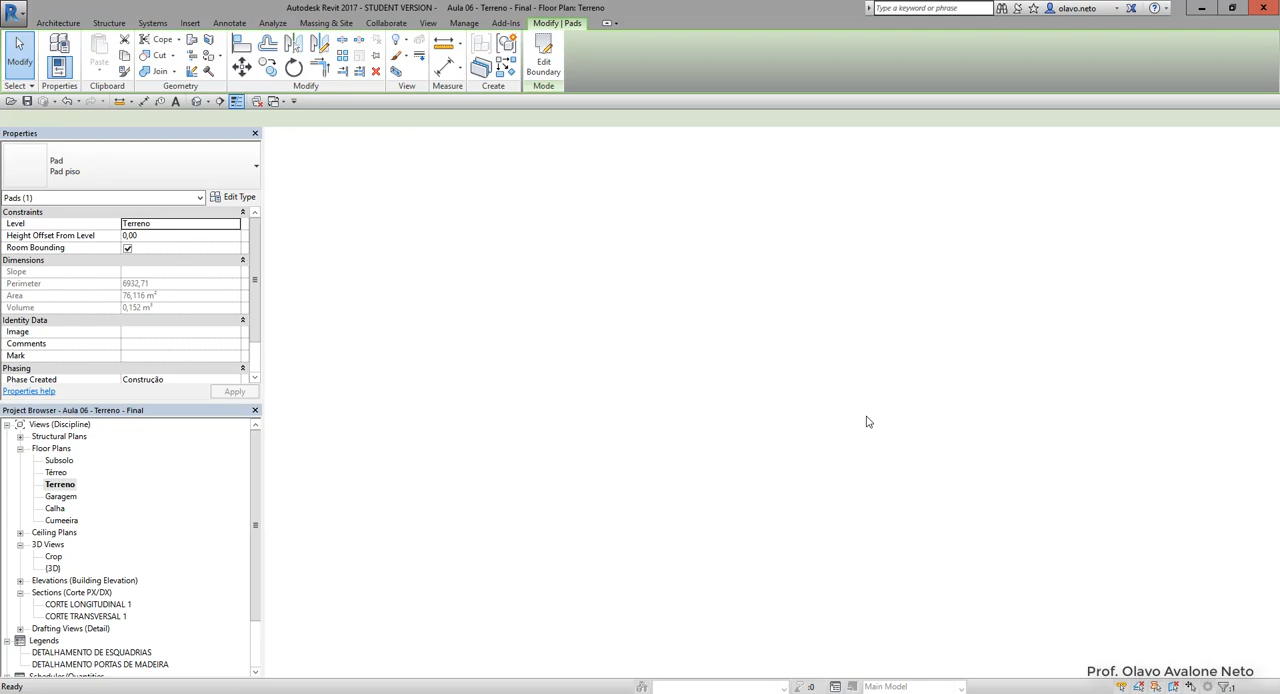 Autodesk Revit 2017 - STUDENT VERSION - Aula 06 - Terreno - Final - Floor Plan: Terreno
Type a keyword or phrase
olavo.neto
Architecture Structure Systems Insert Annotate Analyze Massing & Site Collaborate View Manage Add-Ins Modify | Pads
Modify
Paste
Cope
Cut
Join
Edit
Boundary
Select Properties Clipboard Geometry Modify View Measure Create Mode
Properties
Pad
Pad piso
Pads (1)
Edit Type
Constraints
Level Terreno
Height Offset From Level 0,00
Room Bounding
Dimensions
Slope
Perimeter 6932,71
Area 76,116 m²
Volume 0,152 m³
Identity Data
Image
Comments
Mark
Phasing
Phase Created Construção
Properties help
Apply
Project Browser - Aula 06 - Terreno - Final
Views (Discipline)
Structural Plans
Floor Plans
Subsolo
Térreo
Terreno
Garagem
Calha
Cumeeira
Ceiling Plans
3D Views
Crop
{3D}
Elevations (Building Elevation)
Sections (Corte PX/DX)
CORTE LONGITUDINAL 1
CORTE TRANSVERSAL 1
Drafting Views (Detail)
Legends
DETALHAMENTO DE ESQUADRIAS
DETALHAMENTO PORTAS DE MADEIRA
Schedules/Quantities
Prof. Olavo Avalone Neto
Ready
:0
Main Model
:1